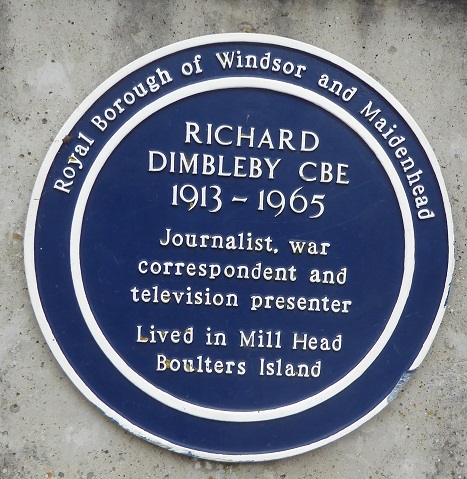 Royal Borough of Windsor and Maidenhead
RICHARD
DIMBLEBY CBE
1913 - 1965
Journalist, war
correspondent and
television presenter
Lived in Mill Head
Boulters Island